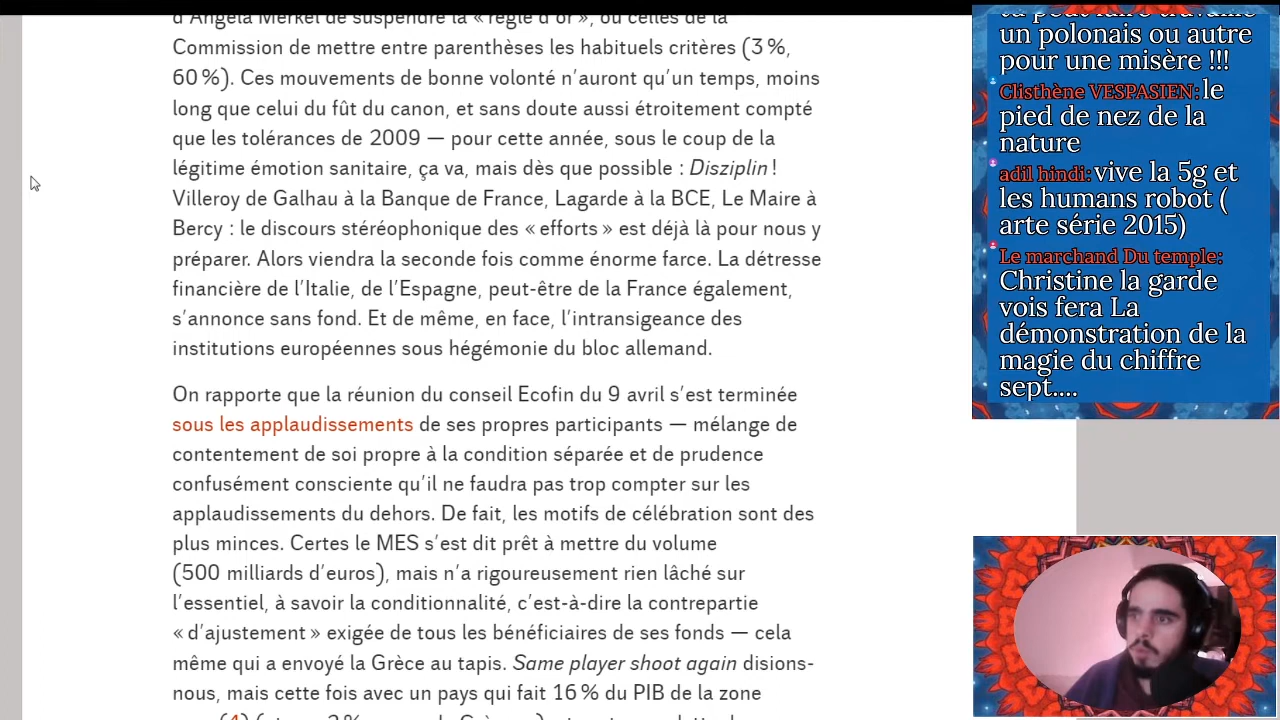 d'Angela Merkel de suspendre la « règle d'or », ou celles de la
Commission de mettre entre parenthèses les habituels critères (3 %,
60 %). Ces mouvements de bonne volonté n'auront qu'un temps, moins
long que celui du fût du canon, et sans doute aussi étroitement compté
que les tolérances de 2009 — pour cette année, sous le coup de la
légitime émotion sanitaire, ça va, mais dès que possible : Disziplin !
Villeroy de Galhau à la Banque de France, Lagarde à la BCE, Le Maire à
Bercy : le discours stéréophonique des « efforts » est déjà là pour nous y
préparer. Alors viendra la seconde fois comme énorme farce. La détresse
financière de l'Italie, de l'Espagne, peut-être de la France également,
s'annonce sans fond. Et de même, en face, l'intransigeance des
institutions européennes sous hégémonie du bloc allemand.
On rapporte que la réunion du conseil Ecofin du 9 avril s'est terminée
sous les applaudissements de ses propres participants — mélange de
contentement de soi propre à la condition séparée et de prudence
confusément consciente qu'il ne faudra pas trop compter sur les
applaudissements du dehors. De fait, les motifs de célébration sont des
plus minces. Certes le MES s'est dit prêt à mettre du volume
(500 milliards d'euros), mais n'a rigoureusement rien lâché sur
l'essentiel, à savoir la conditionnalité, c'est-à-dire la contrepartie
« d'ajustement » exigée de tous les bénéficiaires de ses fonds — cela
même qui a envoyé la Grèce au tapis. Same player shoot again disions-
nous, mais cette fois avec un pays qui fait 16 % du PIB de la zone
un polonais ou autre
pour une misère !!!
Clisthène VESPASIEN: le
pied de nez de la
nature
adil hindi: vive la 5g et
les humans robot (
arte série 2015)
Le marchand Du temple:
Christine la garde
vois fera La
démonstration de la
magie du chiffre
sept....